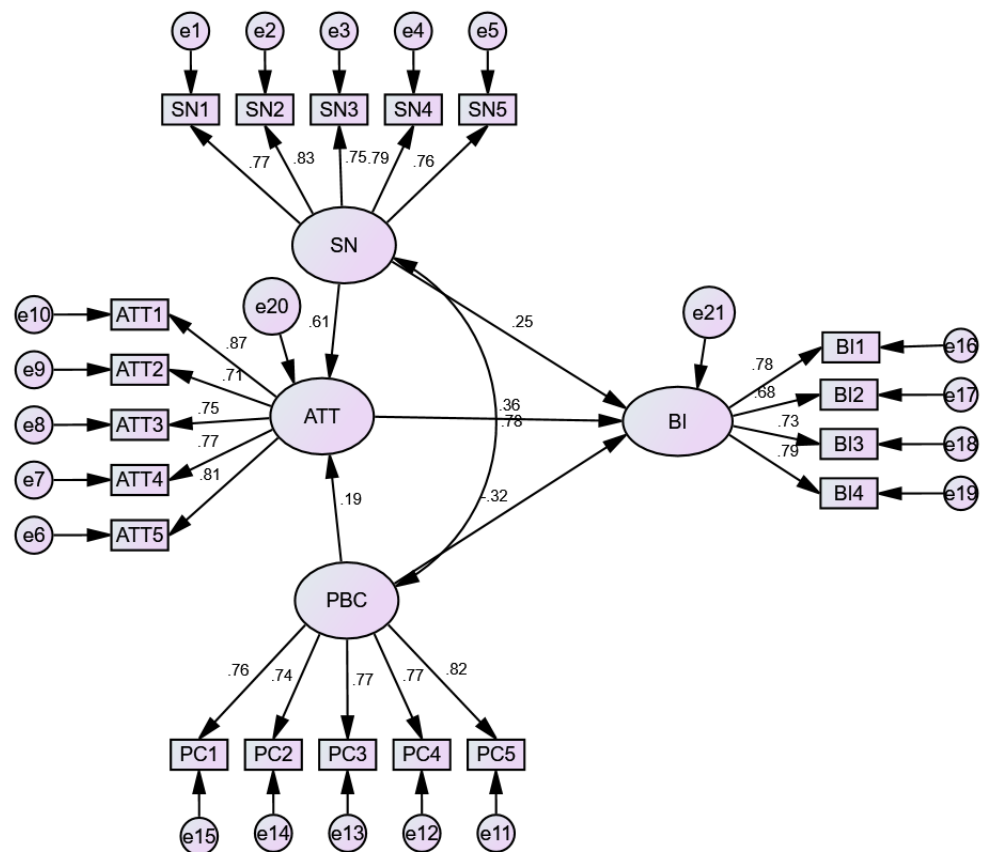 e1 e2 e3 e4 e5
SN1 SN2 SN3 SN4 SN5
.77 .83 .75 .79 .76
SN
e20
.61
.25
e21
e10 ATT1
e9 ATT2
e8 ATT3
e7 ATT4
e6 ATT5
.87
.71
.75
.77
.81
ATT
.36
.78
BI
.78
.68
.73
.79
BI1 e16
BI2 e17
BI3 e18
BI4 e19
.19
-.32
PBC
.76 .74 .77 .77 .82
PC1 PC2 PC3 PC4 PC5
e15 e14 e13 e12 e11